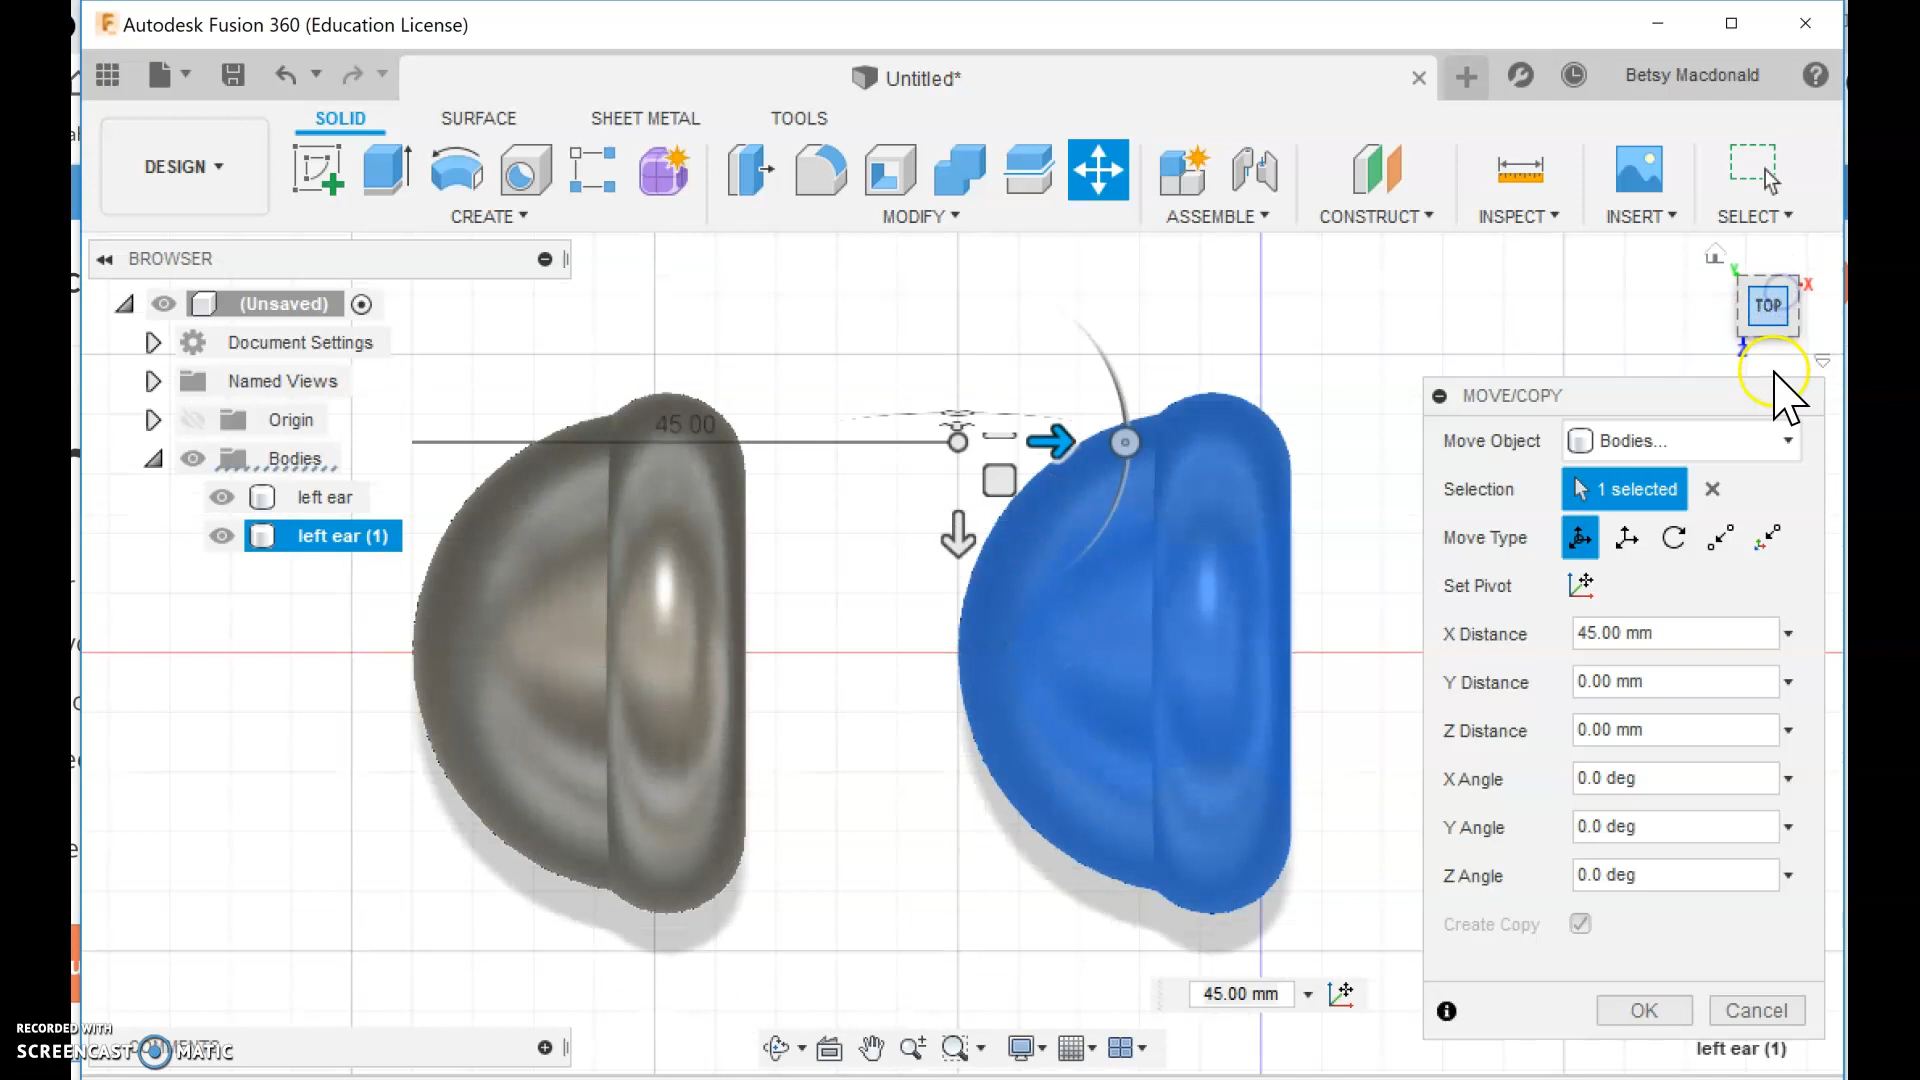 Autodesk Fusion 360 (Education License)
Untitled*
Betsy Macdonald
SOLID SURFACE SHEET METAL TOOLS
DESIGN
CREATE MODIFY ASSEMBLE CONSTRUCT INSPECT INSERT SELECT
BROWSER
(Unsaved)
Document Settings
Named Views
Origin
Bodies
left ear
left ear (1)
45.00
TOP
X
Y
Z
MOVE/COPY
Move Object Bodies...
Selection 1 selected
Move Type
Set Pivot
X Distance 45.00 mm
Y Distance 0.00 mm
Z Distance 0.00 mm
X Angle 0.0 deg
Y Angle 0.0 deg
Z Angle 0.0 deg
Create Copy
OK Cancel
45.00 mm
left ear (1)
RECORDED WITH
SCREENCAST MATIC